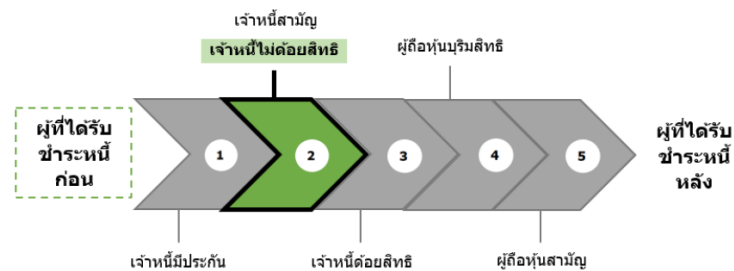 เจ้าหนี้สามัญ
เจ้าหนี้ไม่ด้อยสิทธิ
ผู้ถือหุ้นบุริมสิทธิ
ผู้ที่ได้รับ
ชำระหนี้
ก่อน
1
2
3
4
5
ผู้ที่ได้รับ
ชำระหนี้
หลัง
เจ้าหนี้มีประกัน
เจ้าหนี้ด้อยสิทธิ
ผู้ถือหุ้นสามัญ